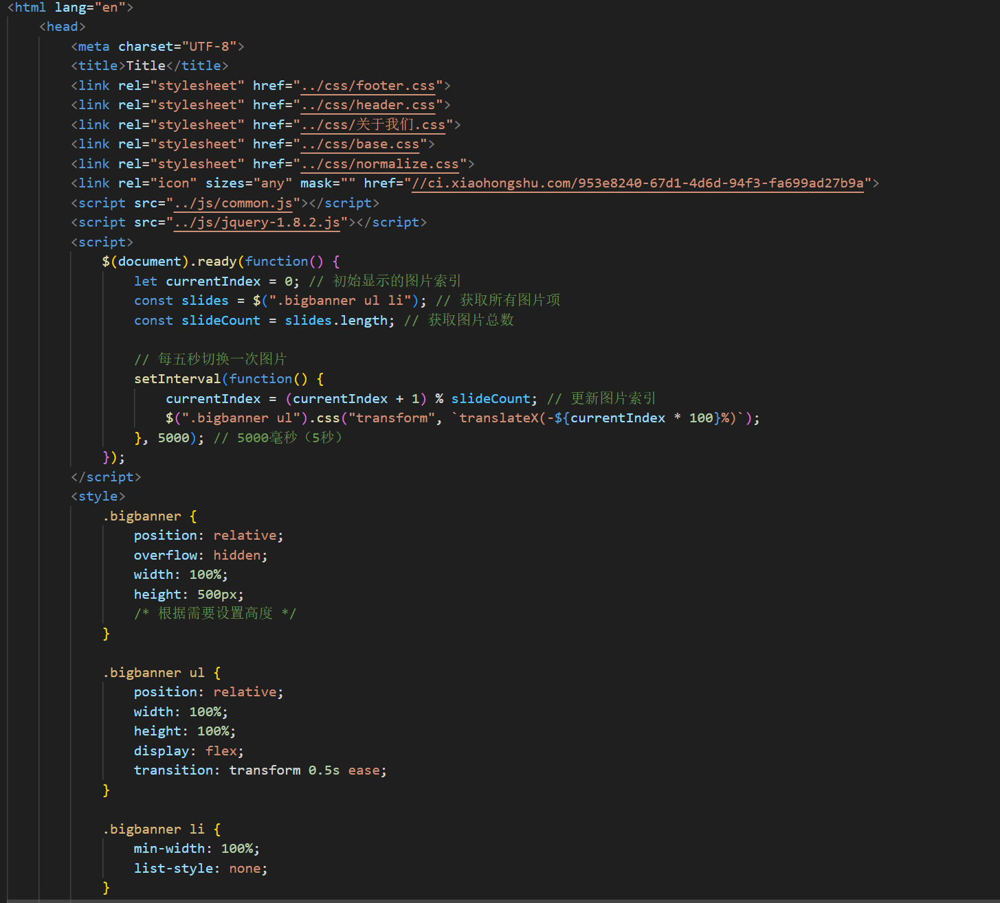 <html lang="en">
<head>
<meta charset="UTF-8">
<title>Title</title>
<link rel="stylesheet" href="../css/footer.css">
<link rel="stylesheet" href="../css/header.css">
<link rel="stylesheet" href="../css/关于我们.css">
<link rel="stylesheet" href="../css/base.css">
<link rel="stylesheet" href="../css/normalize.css">
<link rel="icon" sizes="any" mask="" href="//ci.xiaohongshu.com/953e8240-67d1-4d6d-94f3-fa699ad27b9a">
<script src="../js/common.js"></script>
<script src="../js/jquery-1.8.2.js"></script>
<script>
$(document).ready(function() {
let currentIndex = 0; // 初始显示的图片索引
const slides = $(".bigbanner ul li"); // 获取所有图片项
const slideCount = slides.length; // 获取图片总数
// 每五秒切换一次图片
setInterval(function() {
currentIndex = (currentIndex + 1) % slideCount; // 更新图片索引
$(".bigbanner ul").css("transform", `translateX(-${currentIndex * 100}%)`);
}, 5000); // 5000毫秒（5秒）
});
</script>
<style>
.bigbanner {
position: relative;
overflow: hidden;
width: 100%;
height: 500px;
/* 根据需要设置高度 */
}
.bigbanner ul {
position: relative;
width: 100%;
height: 100%;
display: flex;
transition: transform 0.5s ease;
}
.bigbanner li {
min-width: 100%;
list-style: none;
}